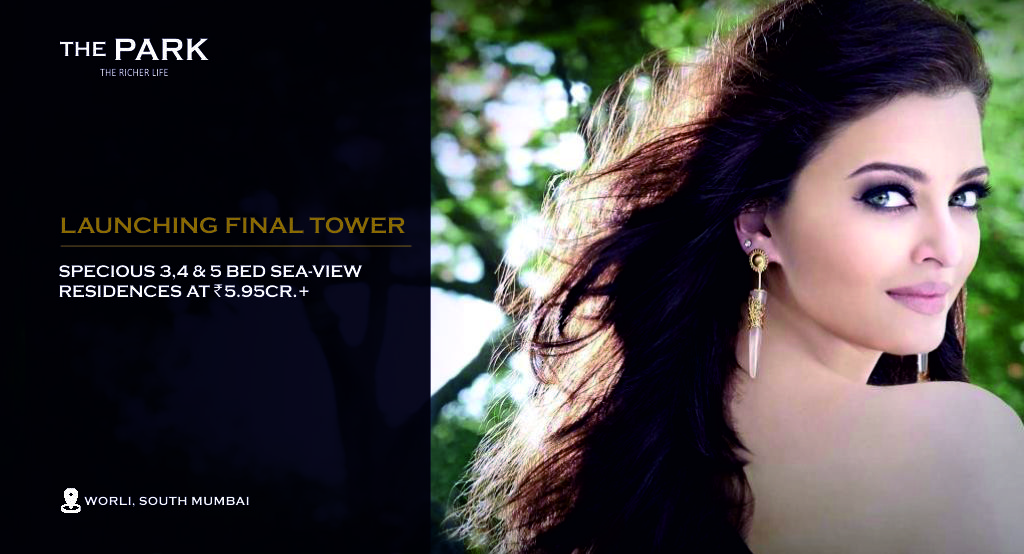 THE PARK
THE RICHER LIFE
LAUNCHING FINAL TOWER
SPECIOUS 3,4 & 5 BED SEA-VIEW
RESIDENCES AT ₹5.95CR.+
WORLI, SOUTH MUMBAI